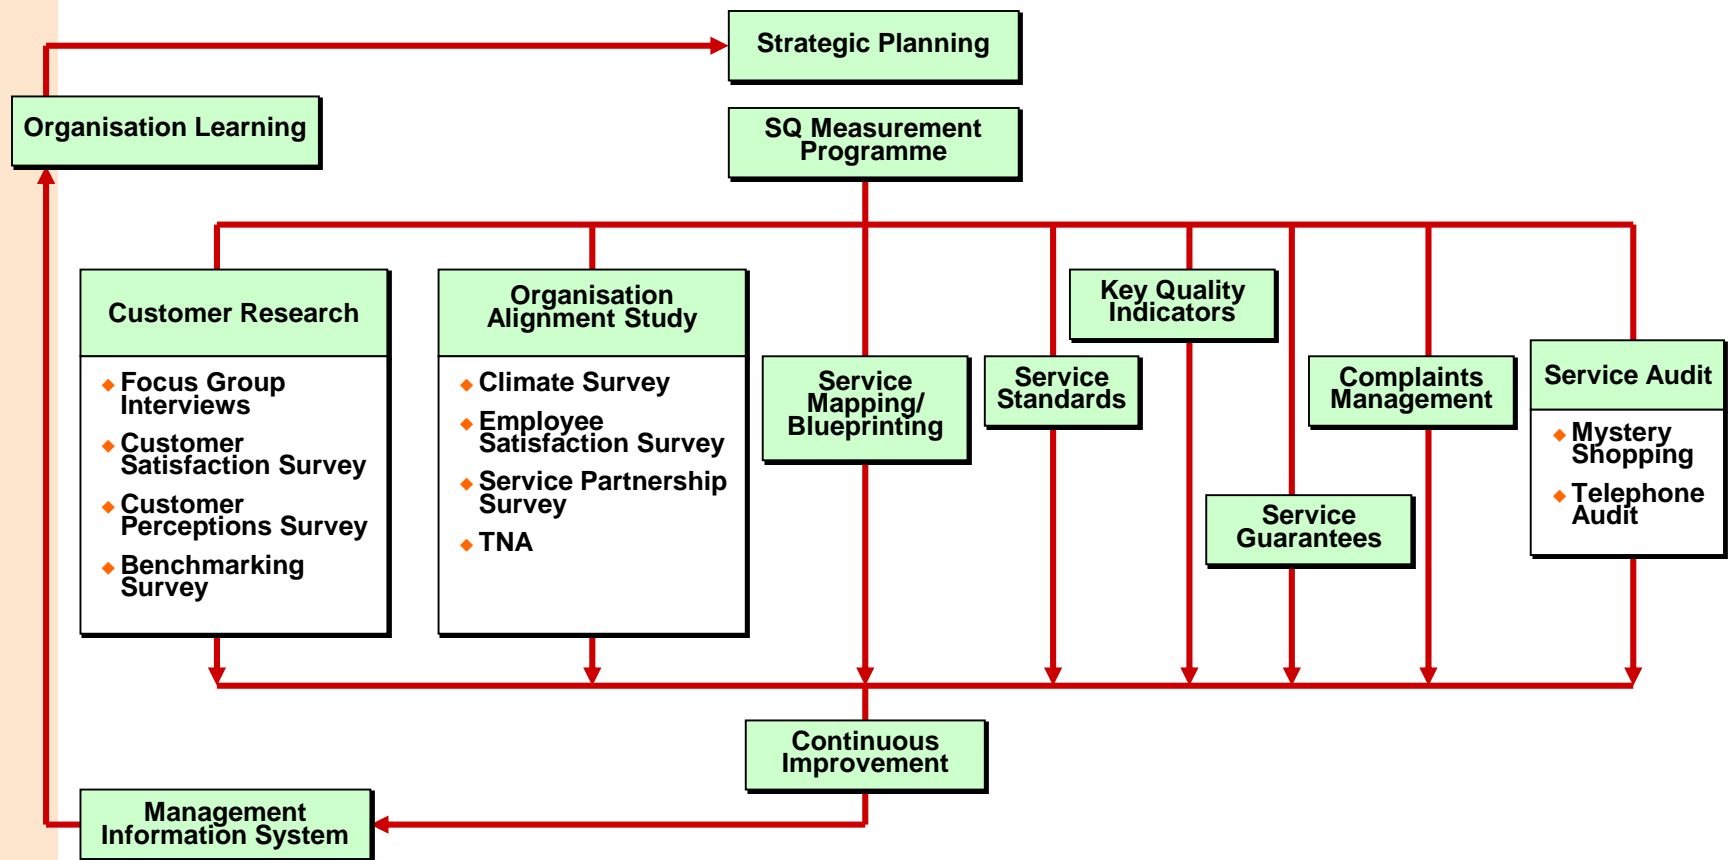 Strategic Planning
Organisation Learning
SQ Measurement
Programme
Customer Research
Focus Group
Interviews
Customer
Satisfaction Survey
Customer
Perceptions Survey
Benchmarking
Survey
Organisation
Alignment Study
Climate Survey
Employee
Satisfaction Survey
Service Partnership
Survey
TNA
Service
Mapping/
Blueprinting
Service
Standards
Key Quality
Indicators
Service
Guarantees
Complaints
Management
Service Audit
Mystery
Shopping
Telephone
Audit
Continuous
Improvement
Management
Information System